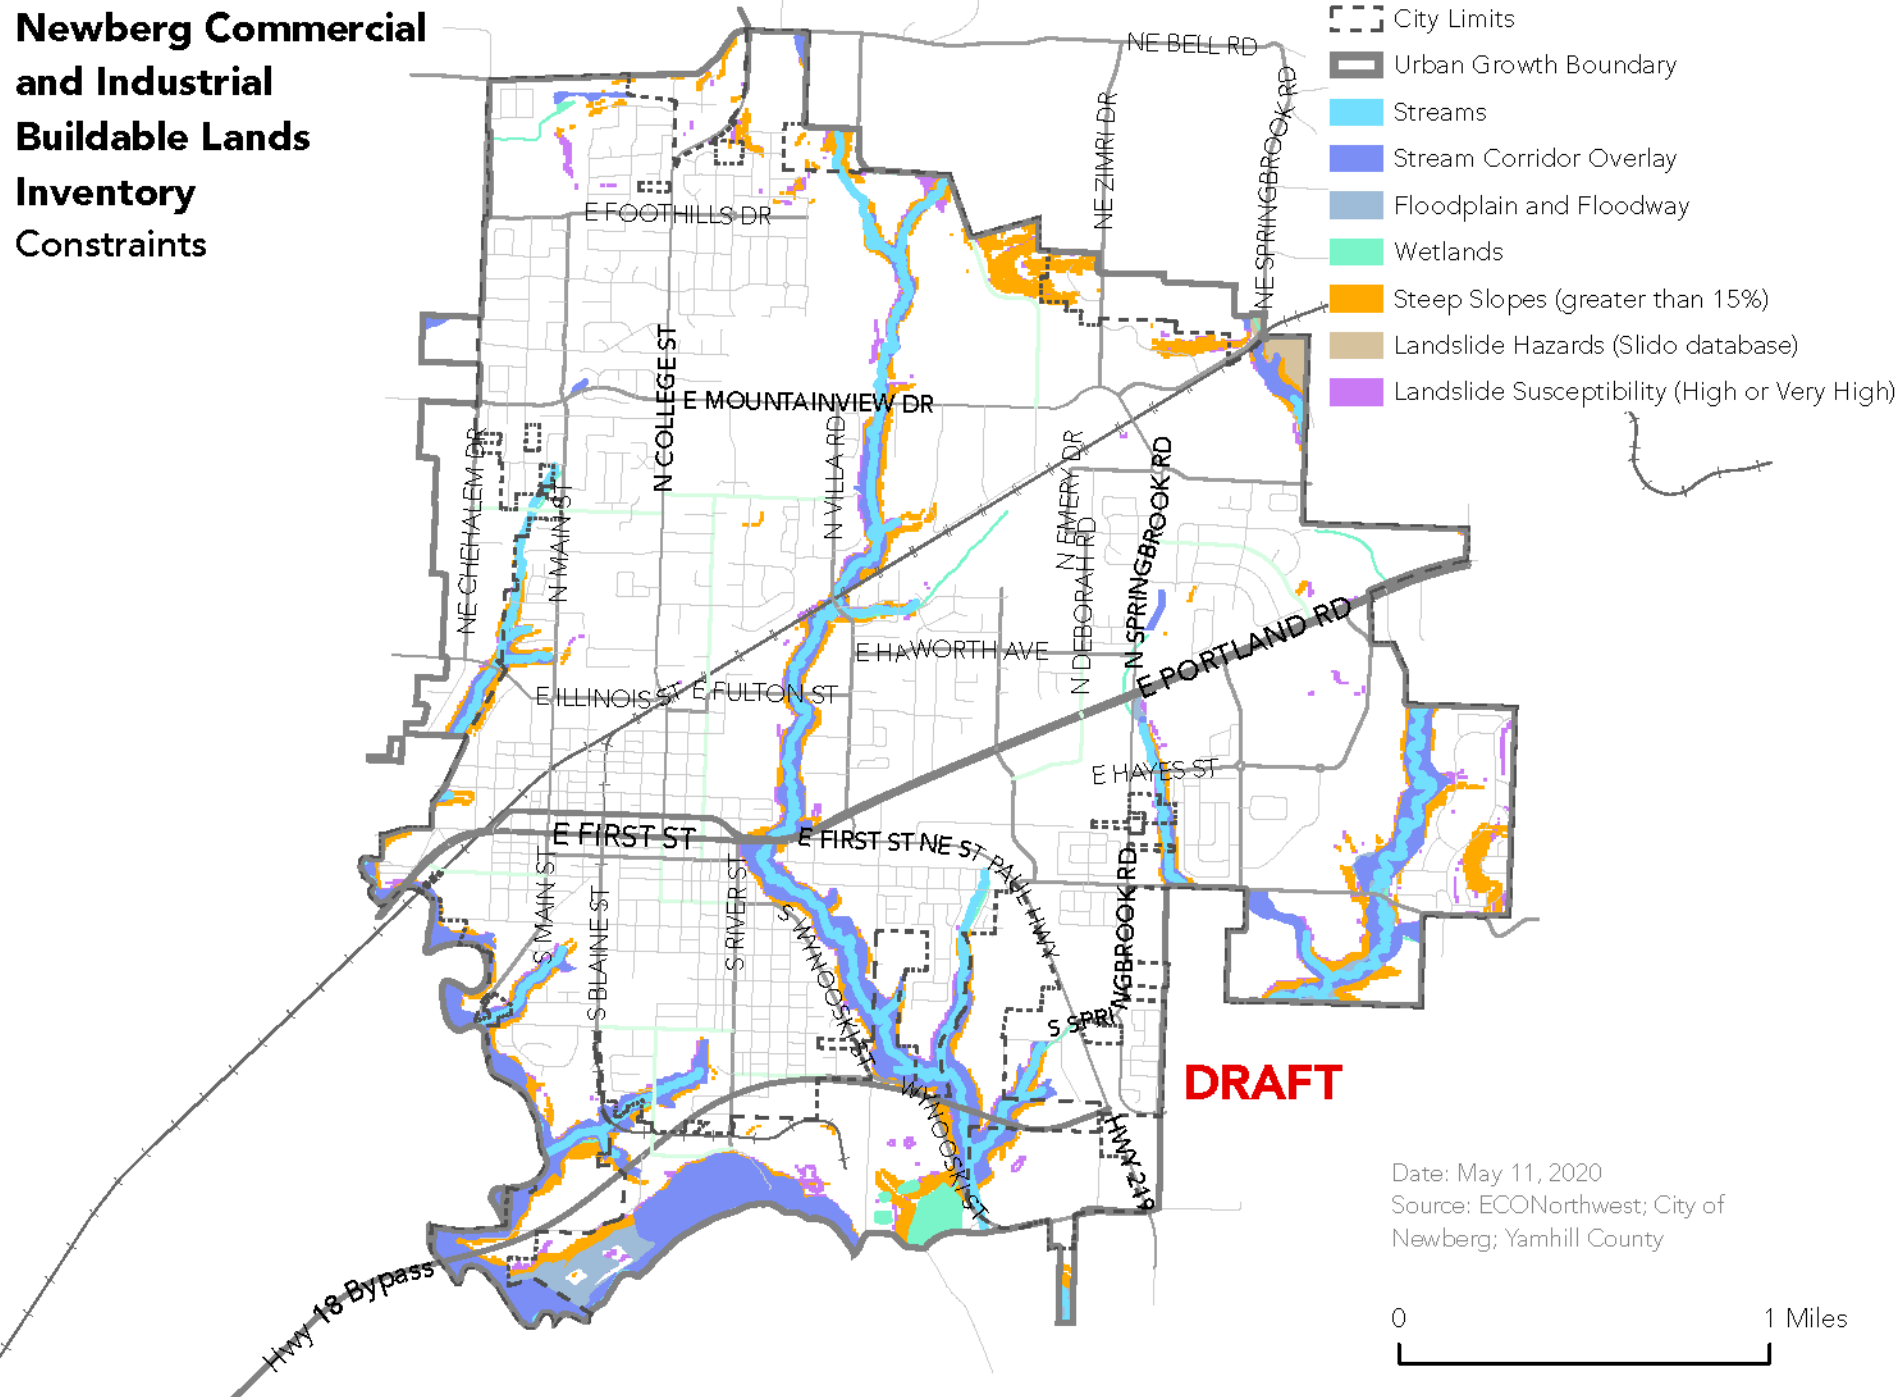 Newberg Commercial
and Industrial
Buildable Lands
Inventory
Constraints
City Limits
Urban Growth Boundary
Streams
Stream Corridor Overlay
Floodplain and Floodway
Wetlands
Steep Slopes (greater than 15%)
Landslide Hazards (Slido database)
Landslide Susceptibility (High or Very High)
NE BELL RD
NE ZIMRI DR
NE SPRINGBROOK RD
E FOOTHILLS DR
N COLLEGE ST
E MOUNTAINVIEW DR
NE CHEHALEM DR
N MAIN ST
N VILLA RD
N EMERY DR
N DEBORAH RD
N SPRINGBROOK RD
E HAWORTH AVE
E PORTLAND RD
E ILLINOIS ST
E FULTON ST
E HAYES ST
E FIRST ST
E FIRST ST
NE ST PAUL HWY
S MAIN ST
S BLAINE ST
S RIVER ST
S WYNOOSKI ST
S SPRINGBROOK RD
WYNOOSKI ST
HWY 219
Hwy 18 Bypass
DRAFT
Date: May 11, 2020
Source: ECONorthwest; City of
Newberg; Yamhill County
0
1 Miles